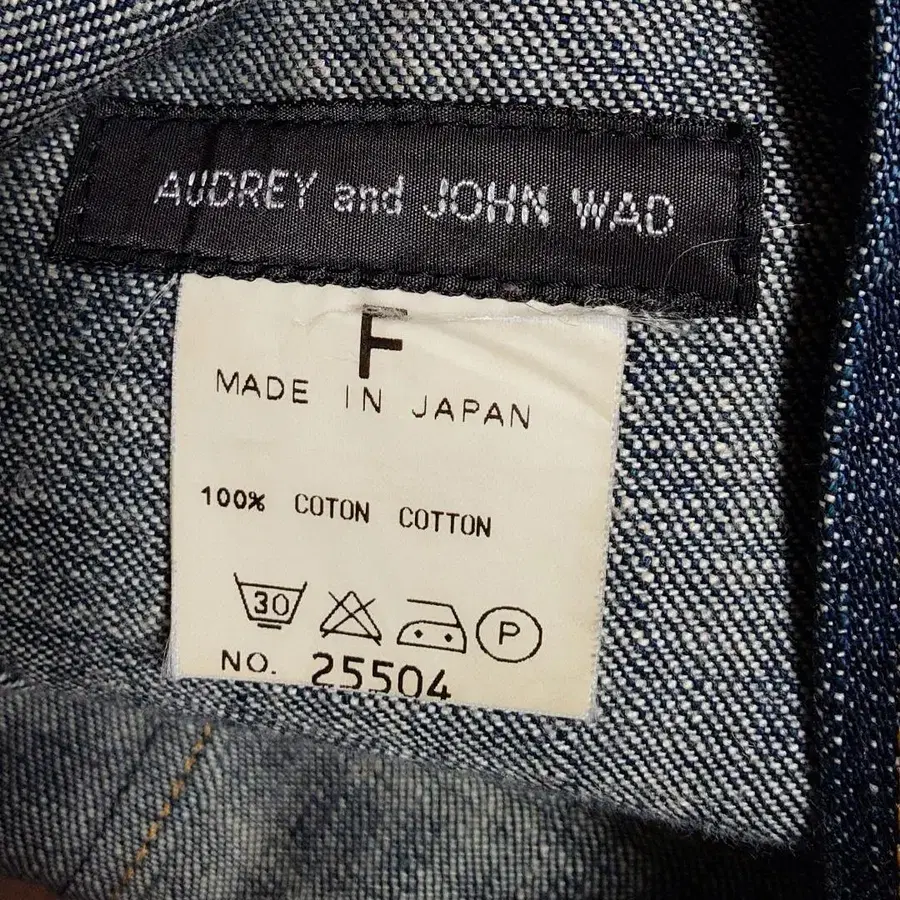 AUDREY and JOHN WAD
F
MADE IN JAPAN
100% COTON COTTON
30 P
NO. 25504